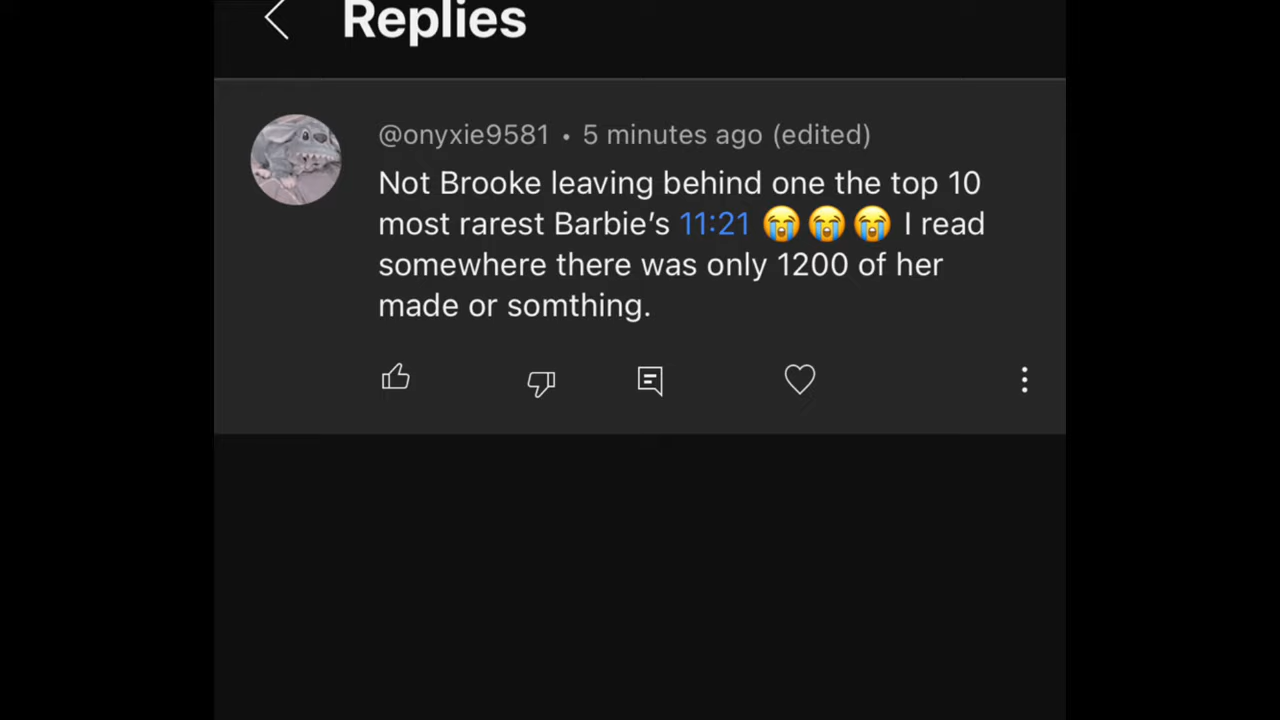 Replies
@onyxie9581 • 5 minutes ago (edited)
Not Brooke leaving behind one the top 10
most rarest Barbie’s 11:21 😭😭😭 I read
somewhere there was only 1200 of her
made or somthing.